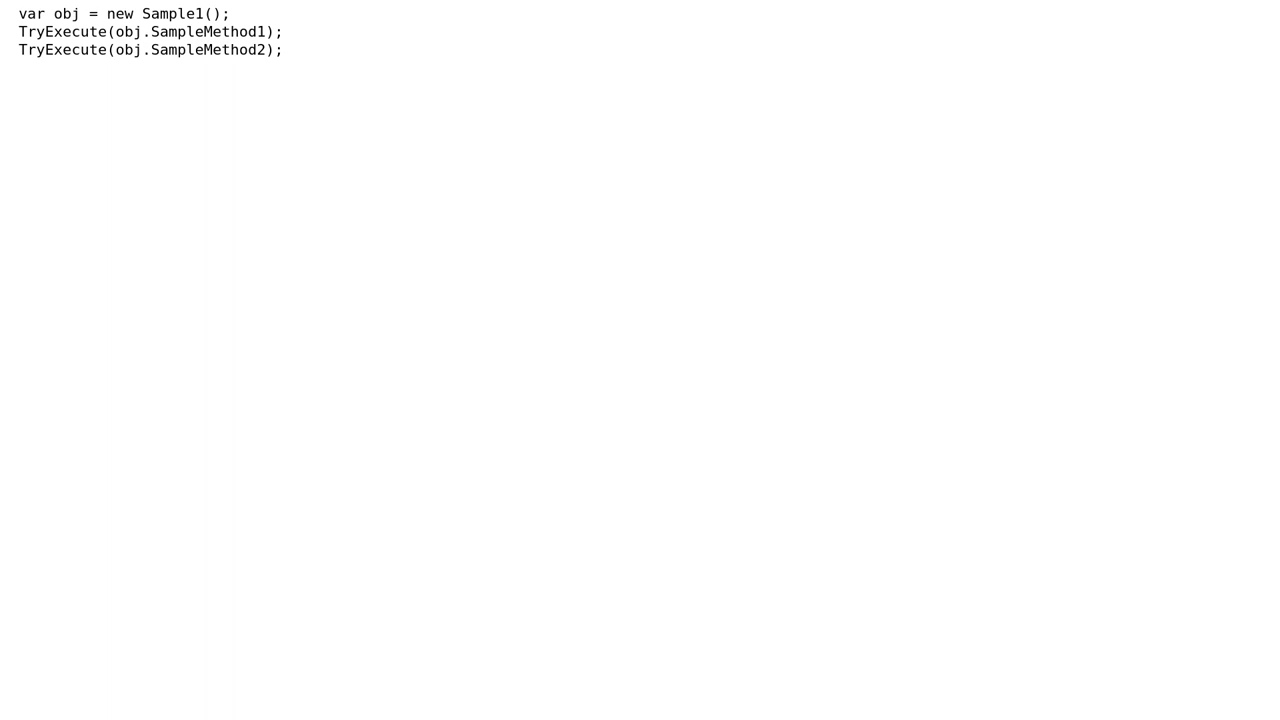 var obj = new Sample1();
TryExecute(obj.SampleMethod1);
TryExecute(obj.SampleMethod2);